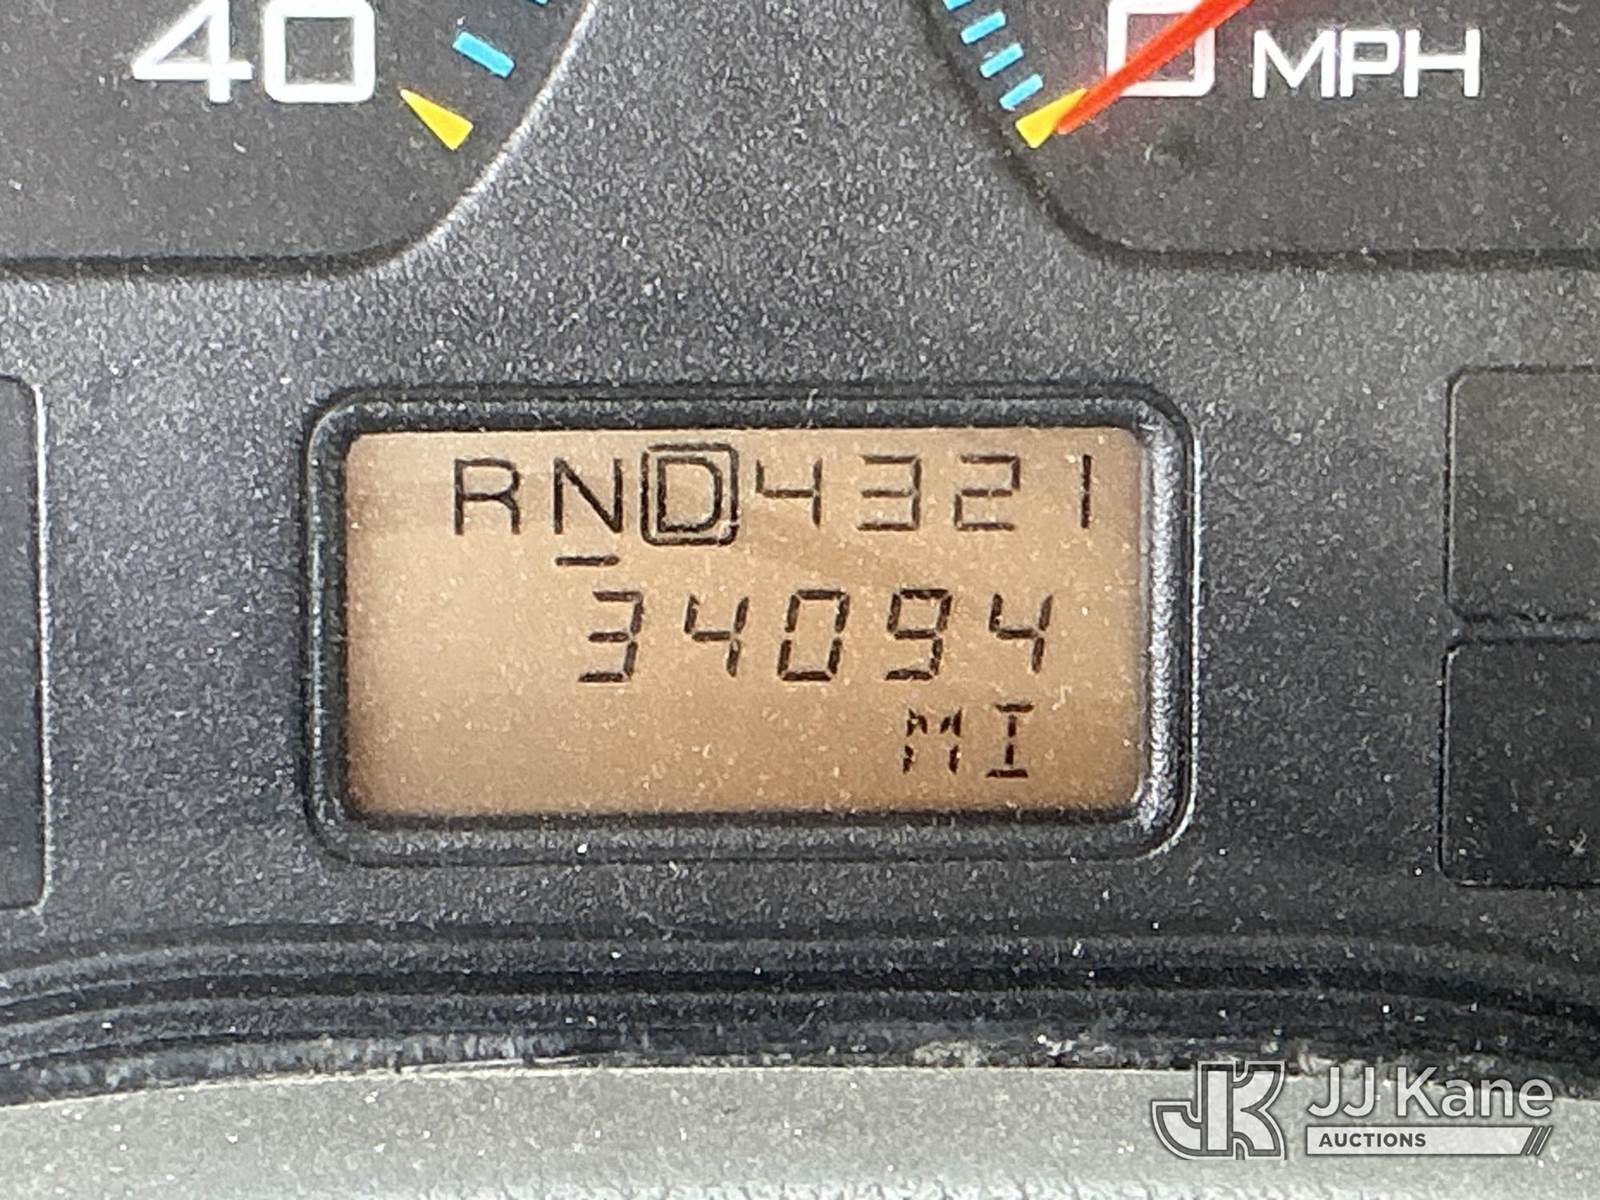 40
0 MPH
RND4321
34094
MI
JJ Kane
AUCTIONS